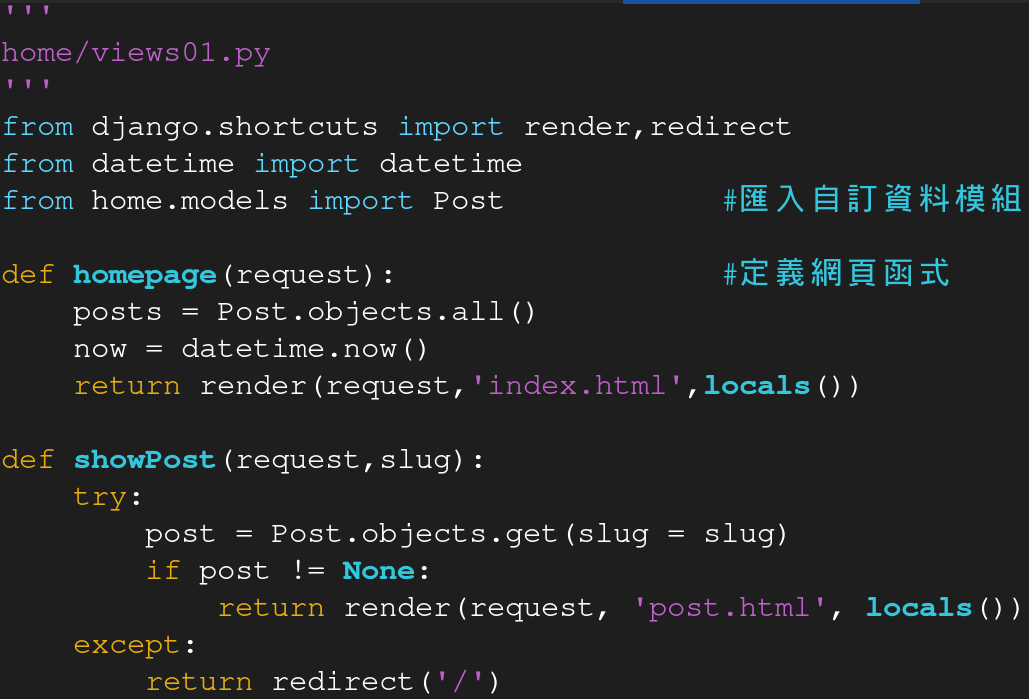 '''
home/views01.py
'''
from django.shortcuts import render,redirect
from datetime import datetime
from home.models import Post            #匯入自訂資料模組

def homepage(request):                  #定義網頁函式
    posts = Post.objects.all()
    now = datetime.now()
    return render(request,'index.html',locals())

def showPost(request,slug):
    try:
        post = Post.objects.get(slug = slug)
        if post != None:
            return render(request, 'post.html', locals())
    except:
        return redirect('/')